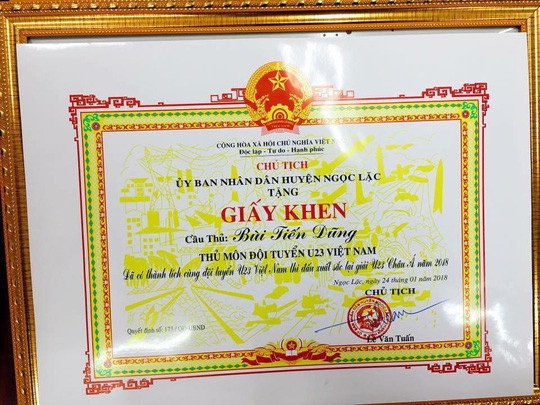 CỘNG HÒA XÃ HỘI CHỦ NGHĨA VIỆT
Độc lập - Tự do - Hạnh phúc
CHỦ TỊCH
ỦY BAN NHÂN DÂN HUYỆN NGỌC LẶC
TẶNG
GIẤY KHEN
Cầu Thủ: Bùi Tiến Dũng
THỦ MÔN ĐỘI TUYỂN U23 VIỆT NAM
Đã có thành tích cùng đội tuyển U23 Việt Nam thi đấu xuất sắc tại giải U23 Châu Á năm 2018
Ngọc Lặc, ngày 24 tháng 01 năm 2018
CHỦ TỊCH
Quyết định số: 175
Lê Văn Tuấn